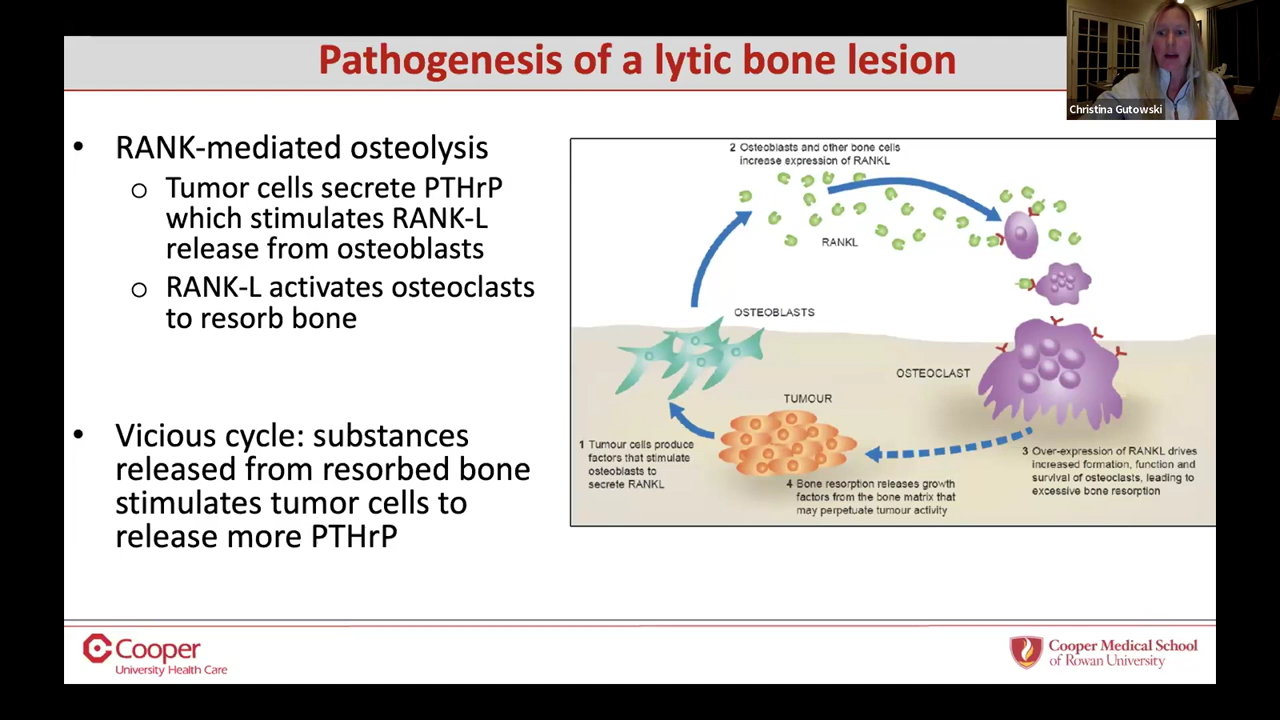 Pathogenesis of a lytic bone lesion
Christina Gutowski
• RANK-mediated osteolysis
o Tumor cells secrete PTHrP
which stimulates RANK-L
release from osteoblasts
o RANK-L activates osteoclasts
to resorb bone
• Vicious cycle: substances
released from resorbed bone
stimulates tumor cells to
release more PTHrP
2 Osteoblasts and other bone cells
increase expression of RANKL
RANKL
OSTEOBLASTS
OSTEOCLAST
TUMOUR
1 Tumour cells produce
factors that stimulate
osteoblasts to
secrete RANKL
3 Over-expression of RANKL drives
increased formation, function and
survival of osteoclasts, leading to
excessive bone resorption
4 Bone resorption releases growth
factors from the bone matrix that
may perpetuate tumour activity
Cooper
University Health Care
Cooper Medical School
of Rowan University